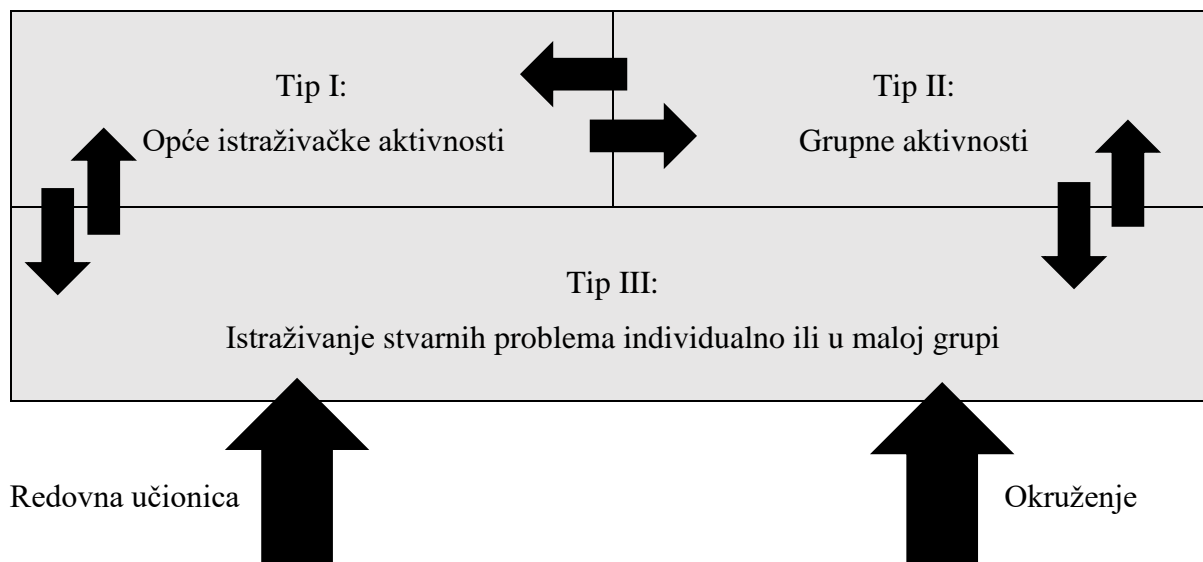 Tip I:
Opće istraživačke aktivnosti
Tip II:
Grupne aktivnosti
Tip III:
Istraživanje stvarnih problema individualno ili u maloj grupi
Redovna učionica
Okruženje